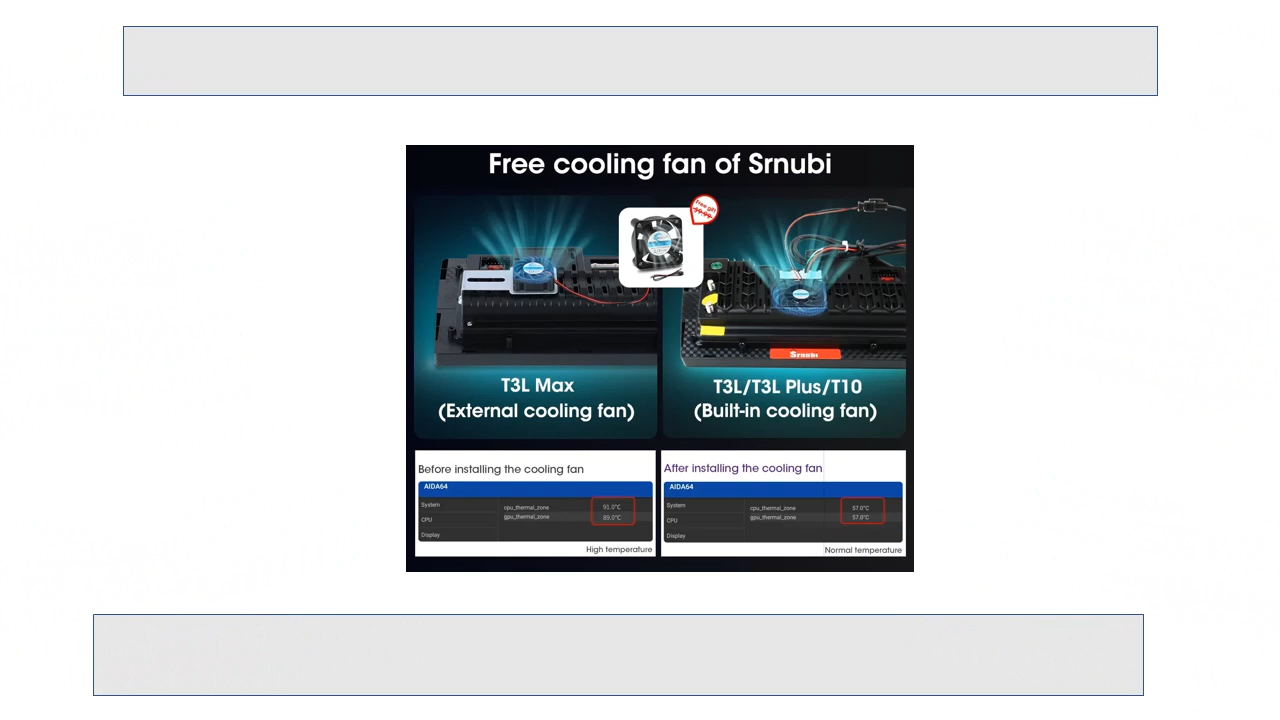 Free cooling fan of Srnubi
Free gift
Srnubi
T3L Max
(External cooling fan)
T3L/T3L Plus/T10
(Built-in cooling fan)
Before installing the cooling fan
AIDA64
System
cpu_thermal_zone
91.0°C
gpu_thermal_zone
89.0°C
CPU
Display
High temperature
After installing the cooling fan
AIDA64
System
cpu_thermal_zone
57.0°C
gpu_thermal_zone
57.0°C
CPU
Display
Normal temperature